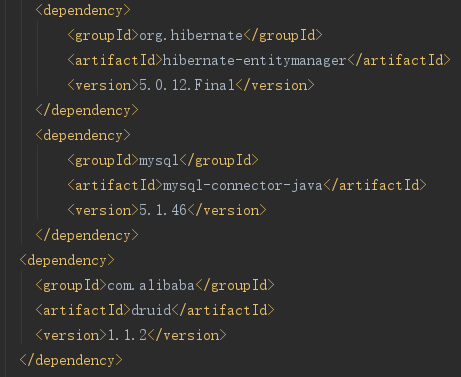 <dependency>
<groupId>org.hibernate</groupId>
<artifactId>hibernate-entitymanager</artifactId>
<version>5.0.12.Final</version>
</dependency>
<dependency>
<groupId>mysql</groupId>
<artifactId>mysql-connector-java</artifactId>
<version>5.1.46</version>
</dependency>
<dependency>
<groupId>com.alibaba</groupId>
<artifactId>druid</artifactId>
<version>1.1.2</version>
</dependency>